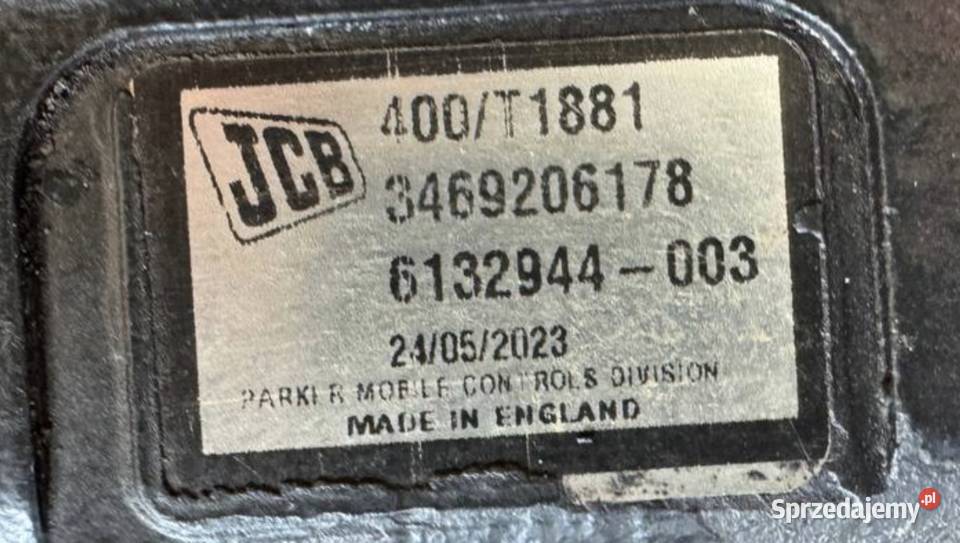 JCB
400/T1881
3469206178
6132944-003
24/05/2023
PARKER MOBILE CONTROLS DIVISION
MADE IN ENGLAND
Sprzedajemy.pl